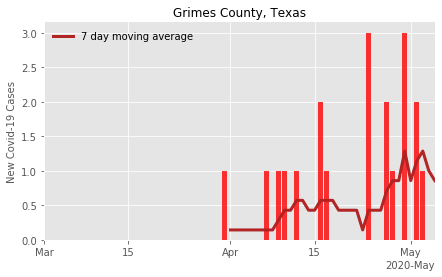 Grimes County, Texas
7 day moving average
New Covid-19 Cases
3.0
2.5
2.0
1.5
1.0
0.5
0.0
Mar 15 Apr 15 May
2020-May